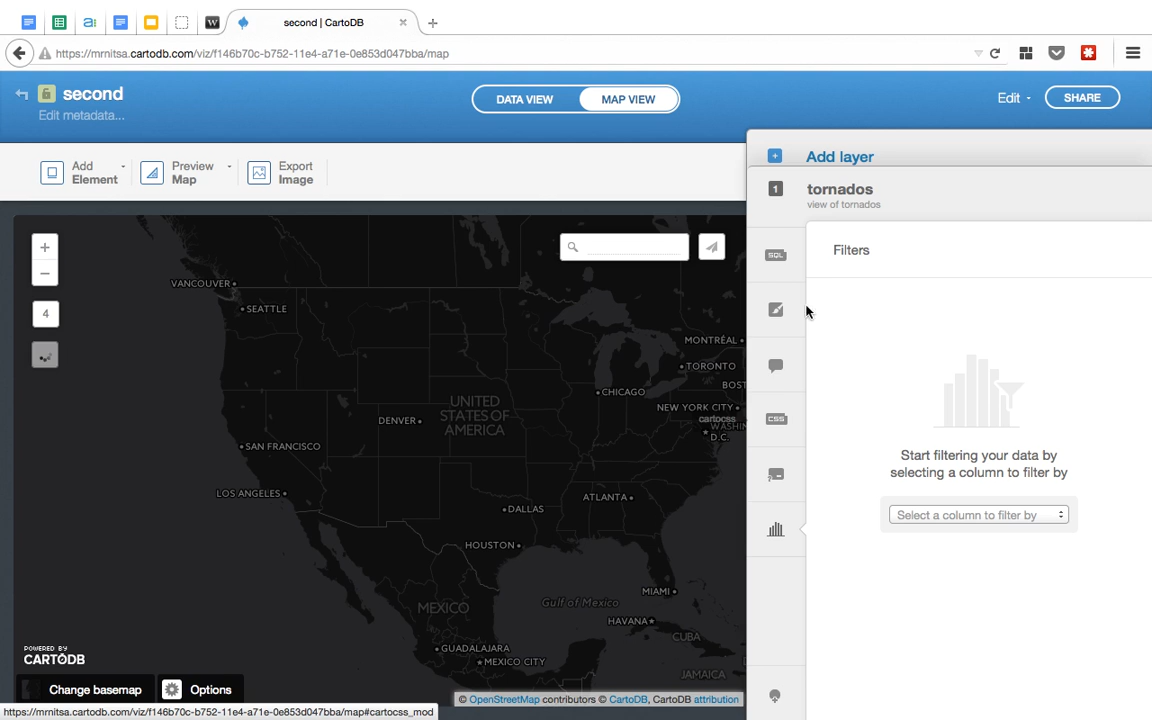 second | CartoDB
https://mrnitsa.cartodb.com/viz/f146b70c-b752-11e4-a71e-0e853d047bba/map
second
DATA VIEW
MAP VIEW
Edit
SHARE
Edit metadata...
Add Element
Preview Map
Export Image
Add layer
1
tornados
view of tornados
SQL
Filters
CSS
Start filtering your data by
selecting a column to filter by
Select a column to filter by
+
−
4
VANCOUVER
SEATTLE
MONTRÉAL
TORONTO
BOST
CHICAGO
NEW YORK CITY
cartocss
WASHIN
D.C.
UNITED
STATES OF
AMERICA
DENVER
SAN FRANCISCO
LOS ANGELES
ATLANTA
DALLAS
HOUSTON
MIAMI
Gulf of Mexico
HAVANA
MEXICO
CUBA
GUADALAJARA
MEXICO CITY
JAMAICA
POWERED BY
CARTODB
Change basemap
Options
© OpenStreetMap contributors © CartoDB, CartoDB attribution
https://mrnitsa.cartodb.com/viz/f146b70c-b752-11e4-a71e-0e853d047bba/map#cartocss_mod